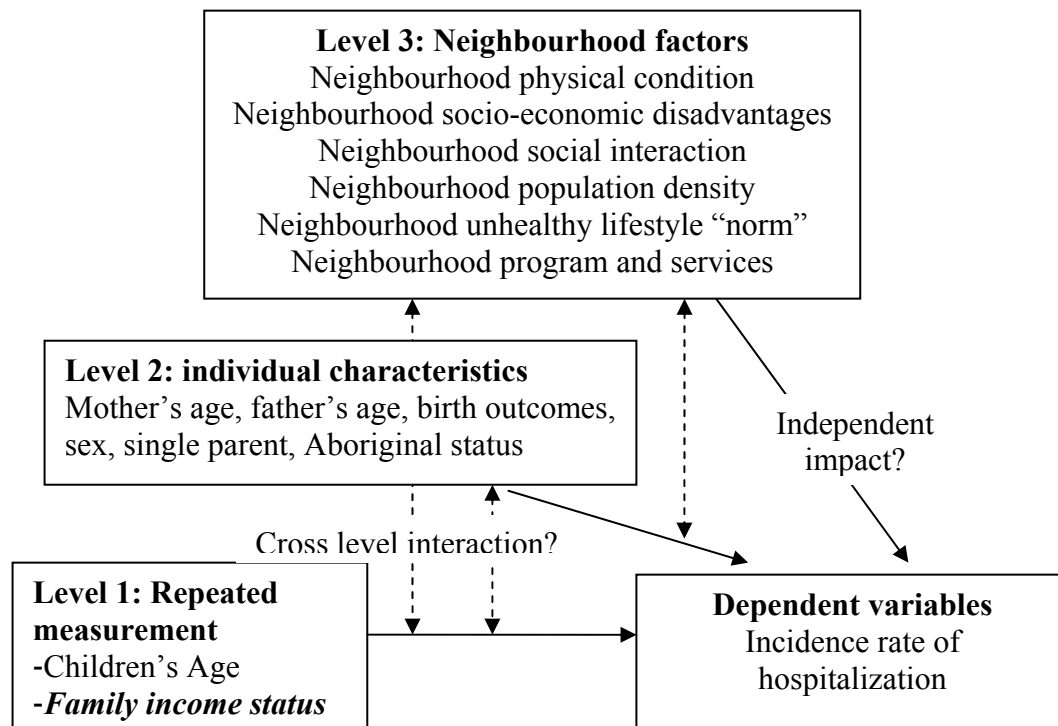 Level 3: Neighbourhood factors
Neighbourhood physical condition
Neighbourhood socio-economic disadvantages
Neighbourhood social interaction
Neighbourhood population density
Neighbourhood unhealthy lifestyle “norm”
Neighbourhood program and services
Level 2: individual characteristics
Mother’s age, father’s age, birth outcomes,
sex, single parent, Aboriginal status
Independent
impact?
Cross level interaction?
Level 1: Repeated
measurement
-Children’s Age
-Family income status
Dependent variables
Incidence rate of
hospitalization